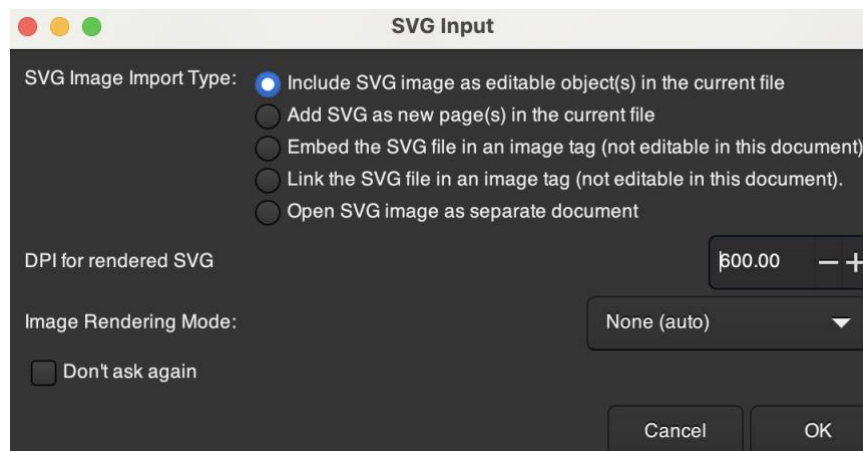 SVG Input
SVG Image Import Type:
Include SVG image as editable object(s) in the current file
Add SVG as new page(s) in the current file
Embed the SVG file in an image tag (not editable in this document)
Link the SVG file in an image tag (not editable in this document).
Open SVG image as separate document
DPI for rendered SVG 600.00 − +
Image Rendering Mode: None (auto)
Don't ask again
Cancel OK